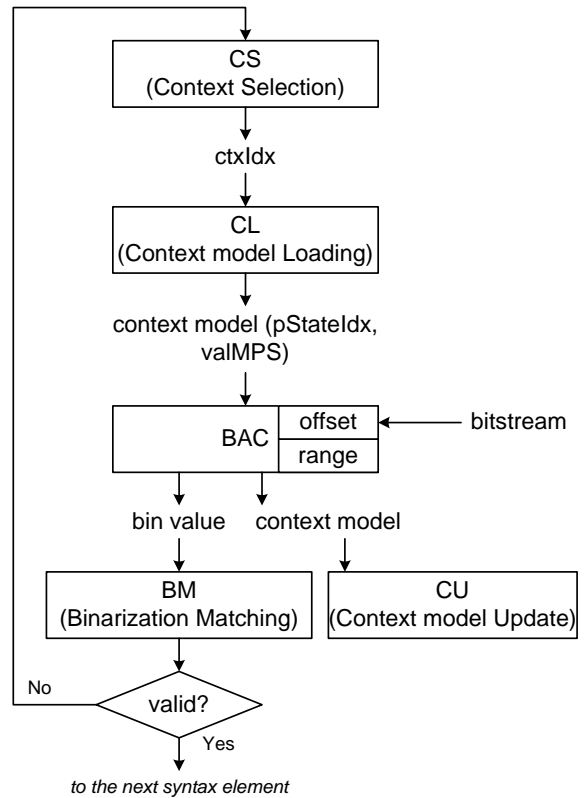 CS
(Context Selection)
ctxIdx
CL
(Context model Loading)
context model (pStateIdx,
valMPS)
BAC
offset
range
bitstream
bin value
context model
BM
(Binarization Matching)
CU
(Context model Update)
No
valid?
Yes
to the next syntax element